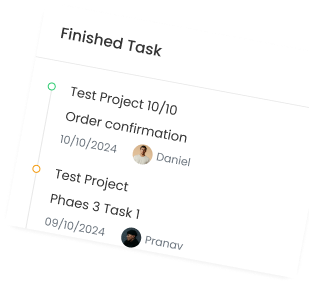 Finished Task
Test Project 10/10
Order confirmation
10/10/2024 Daniel
Test Project
Phaes 3 Task 1
09/10/2024 Pranav